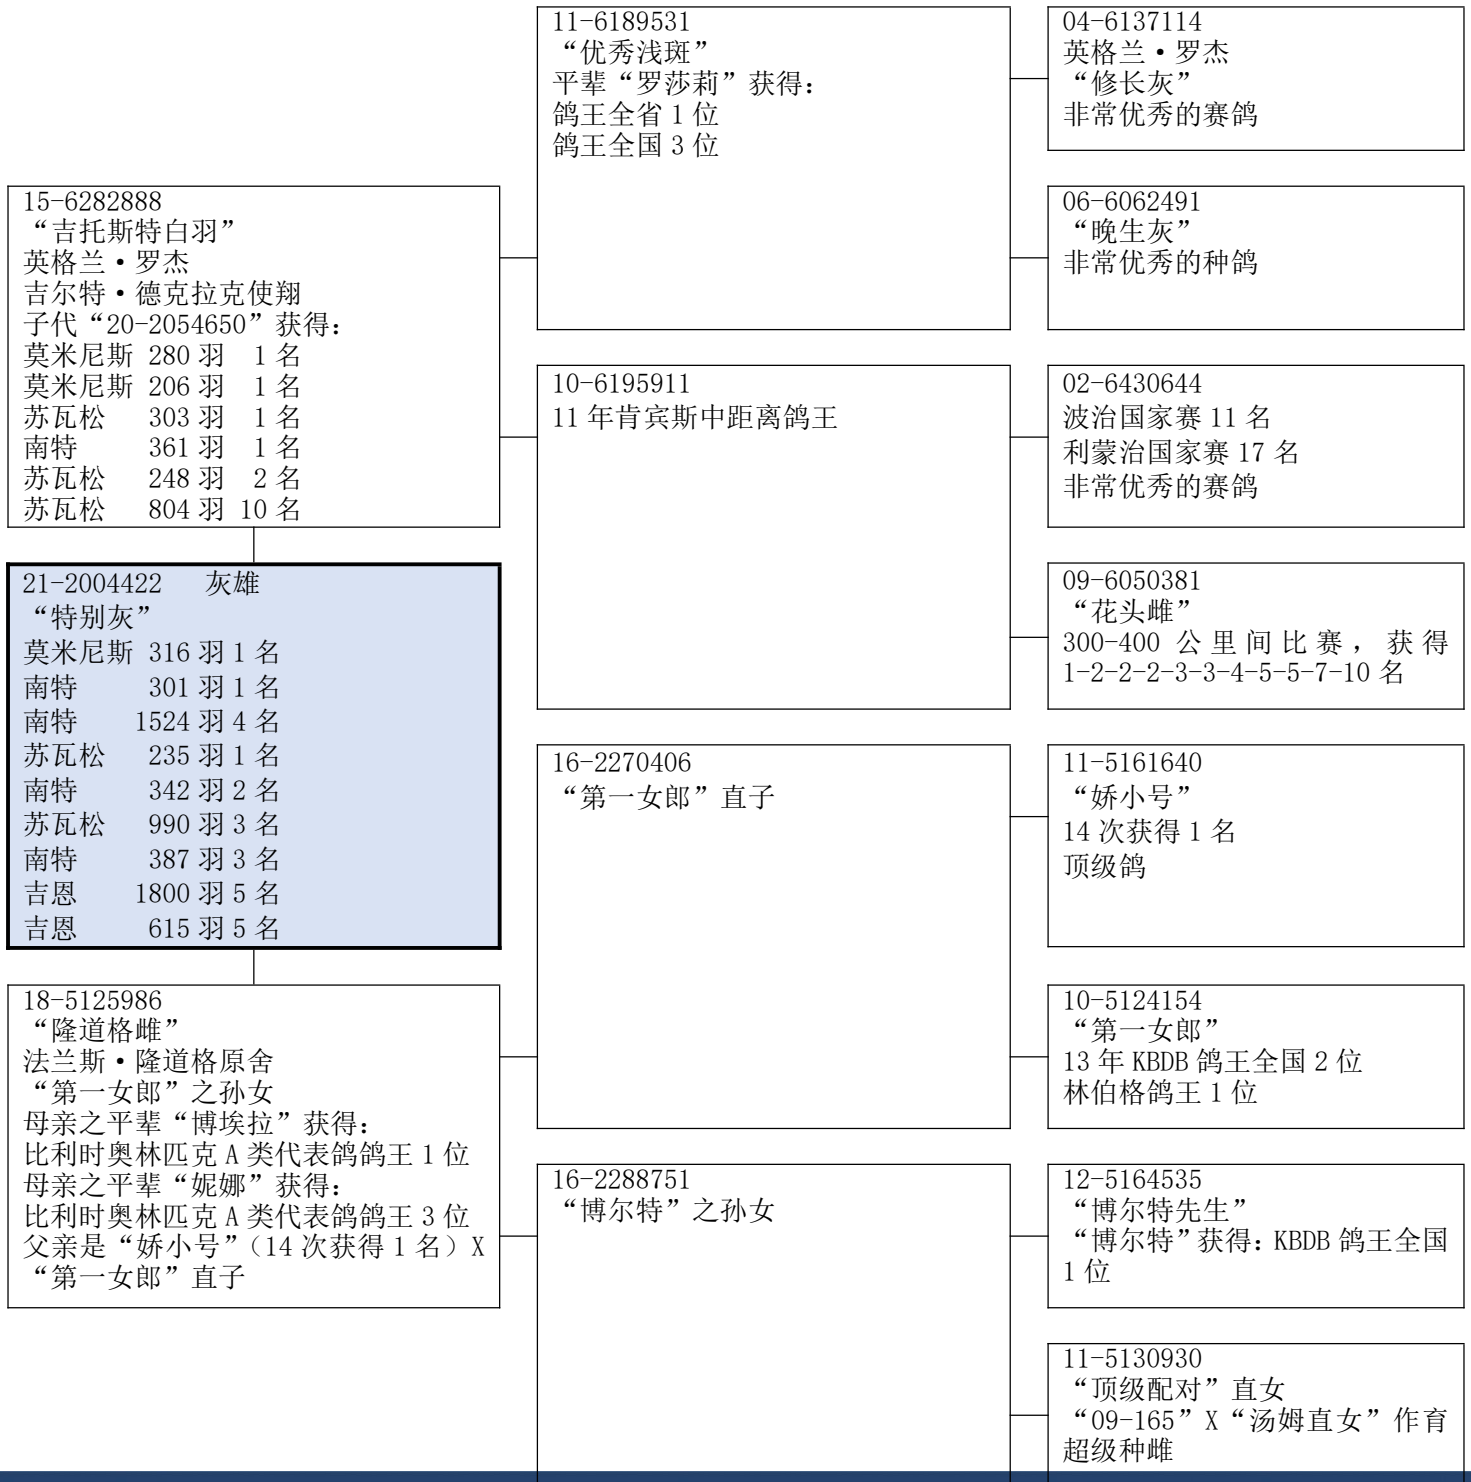 15-6282888
“吉托斯特白羽”
英格兰·罗杰
吉尔特·德克拉克使翔
子代“20-2054650”获得：
莫米尼斯 280 羽 1 名
莫米尼斯 206 羽 1 名
苏瓦松 303 羽 1 名
南特 361 羽 1 名
苏瓦松 248 羽 2 名
苏瓦松 804 羽 10 名
21-2004422 灰雄
“特别灰”
莫米尼斯 316 羽 1 名
南特 301 羽 1 名
南特 1524 羽 4 名
苏瓦松 235 羽 1 名
南特 342 羽 2 名
苏瓦松 990 羽 3 名
南特 387 羽 3 名
吉恩 1800 羽 5 名
吉恩 615 羽 5 名
18-5125986
“隆道格雌”
法兰斯·隆道格原舍
“第一女郎”之孙女
母亲之平辈“博埃拉”获得：
比利时奥林匹克 A 类代表鸽鸽王 1 位
母亲之平辈“妮娜”获得：
比利时奥林匹克 A 类代表鸽鸽王 3 位
父亲是“娇小号”（14 次获得 1 名）X
“第一女郎”直子
11-6189531
“优秀浅斑”
平辈“罗莎莉”获得：
鸽王全省 1 位
鸽王全国 3 位
10-6195911
11 年肯宾斯中距离鸽王
16-2270406
“第一女郎”直子
16-2288751
“博尔特”之孙女
04-6137114
英格兰·罗杰
“修长灰”
非常优秀的赛鸽
06-6062491
“晚生灰”
非常优秀的种鸽
02-6430644
波治国家赛 11 名
利蒙治国家赛 17 名
非常优秀的赛鸽
09-6050381
“花头雌”
300-400 公里间比赛，获得
1-2-2-2-3-3-4-5-5-7-10 名
11-5161640
“娇小号”
14 次获得 1 名
顶级鸽
10-5124154
“第一女郎”
13 年 KBDB 鸽王全国 2 位
林伯格鸽王 1 位
12-5164535
“博尔特先生”
“博尔特”获得：KBDB 鸽王全国
1 位
11-5130930
“顶级配对”直女
“09-165”X“汤姆直女”作育
超级种雌